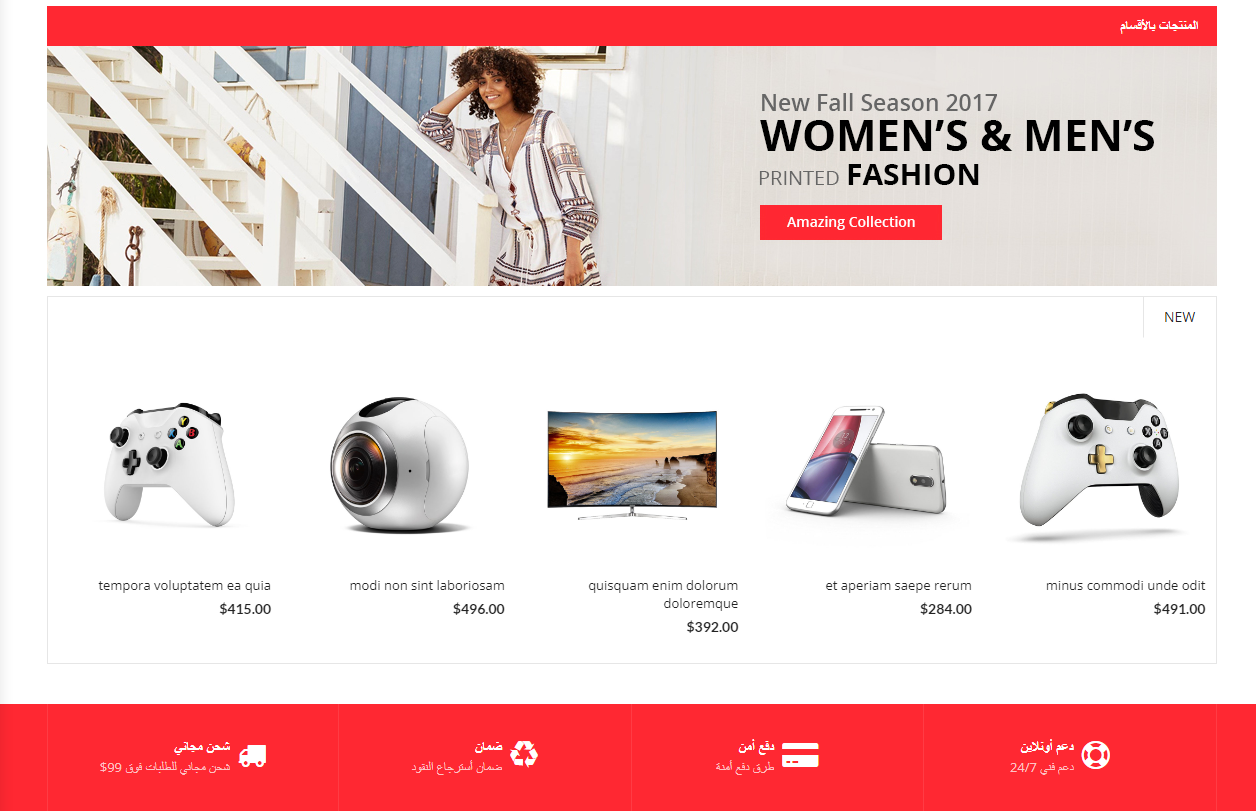 المنتجات بالأقسام
New Fall Season 2017
WOMEN’S & MEN’S
PRINTED FASHION
Amazing Collection
NEW
minus commodi unde odit
$491.00
et aperiam saepe rerum
$284.00
quisquam enim dolorum
doloremque
$392.00
modi non sint laboriosam
$496.00
tempora voluptatem ea quia
$415.00
دعم أونلاين
دعم فني 24/7
دفع أمن
طرق دفع أمنة
ضمان
ضمان أسترجاع النقود
شحن مجاني
شحن مجاني للطلبات فوق 99$